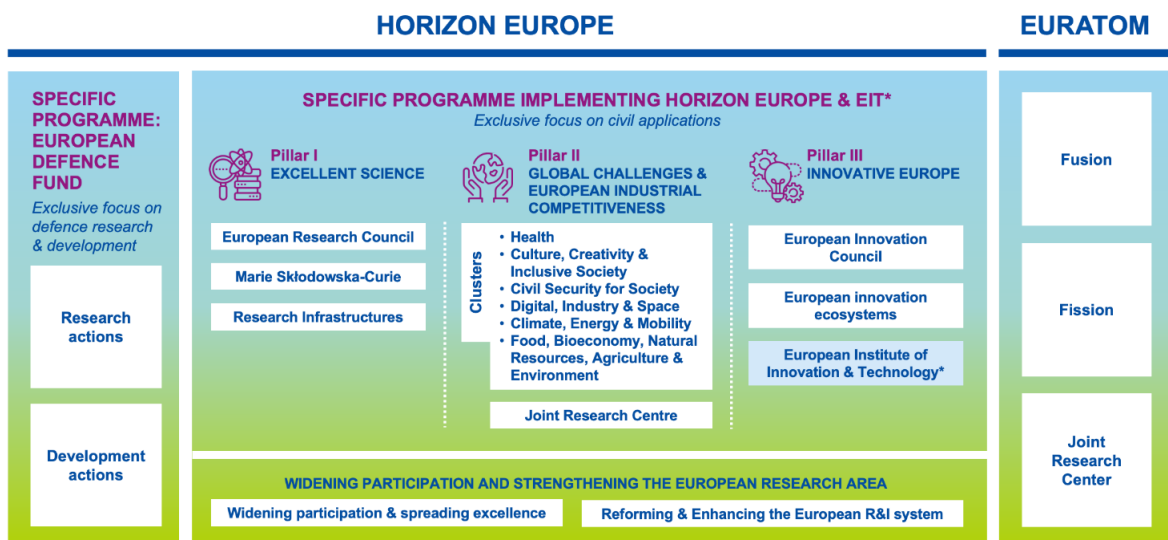 HORIZON EUROPE
EURATOM
SPECIFIC
PROGRAMME:
EUROPEAN
DEFENCE
FUND
Exclusive focus on
defence research
& development
Research
actions
Development
actions
SPECIFIC PROGRAMME IMPLEMENTING HORIZON EUROPE & EIT*
Exclusive focus on civil applications
Pillar I
EXCELLENT SCIENCE
European Research Council
Marie Skłodowska-Curie
Research Infrastructures
Pillar II
GLOBAL CHALLENGES &
EUROPEAN INDUSTRIAL
COMPETITIVENESS
Clusters
• Health
• Culture, Creativity &
Inclusive Society
• Civil Security for Society
• Digital, Industry & Space
• Climate, Energy & Mobility
• Food, Bioeconomy, Natural
Resources, Agriculture &
Environment
Joint Research Centre
Pillar III
INNOVATIVE EUROPE
European Innovation
Council
European innovation
ecosystems
European Institute of
Innovation & Technology*
WIDENING PARTICIPATION AND STRENGTHENING THE EUROPEAN RESEARCH AREA
Widening participation & spreading excellence
Reforming & Enhancing the European R&I system
Fusion
Fission
Joint
Research
Center